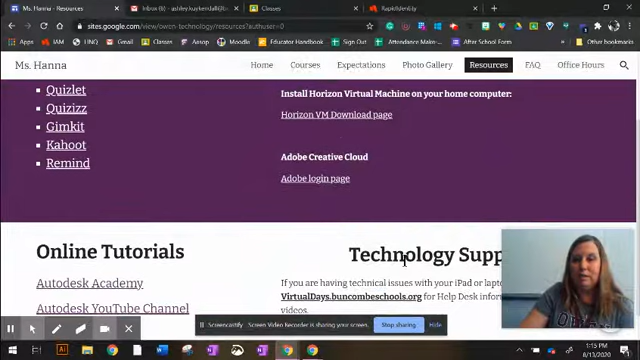 Ms. Hanna
Classes
RapidIdentity
sites.google.com/view/owen-technology/resources?authuser=0
Apps
IAM
LINQ
Gmail
Moodle
Educator Handbook
Sign Out
Attendance Make-
After School Form
Other bookmarks
Ms. Hanna
Home
Courses
Expectations
Photo Gallery
Resources
FAQ
Office Hours
Quizlet
Quizizz
Gimkit
Kahoot
Remind
Install Horizon Virtual Machine on your home computer:
Horizon VM Download page
Adobe Creative Cloud
Adobe login page
Online Tutorials
Autodesk Academy
Autodesk YouTube Channel
Technology Supp
If you are having technical issues with your iPad or lapto
VirtualDays.buncombeschools.org for Help Desk inform
videos.
Screencastify - Screen Video Recorder is sharing your screen.
Stop sharing
Hide
1:15 PM
8/13/2020